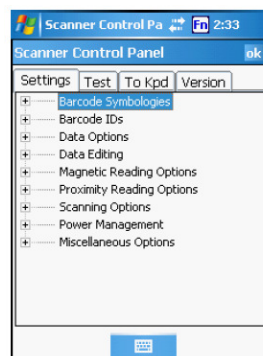 Scanner Control Pa Fn 2:33
Scanner Control Panel ok
Settings Test To Kpd Version
Barcode Symbologies
Barcode IDs
Data Options
Data Editing
Magnetic Reading Options
Proximity Reading Options
Scanning Options
Power Management
Miscellaneous Options